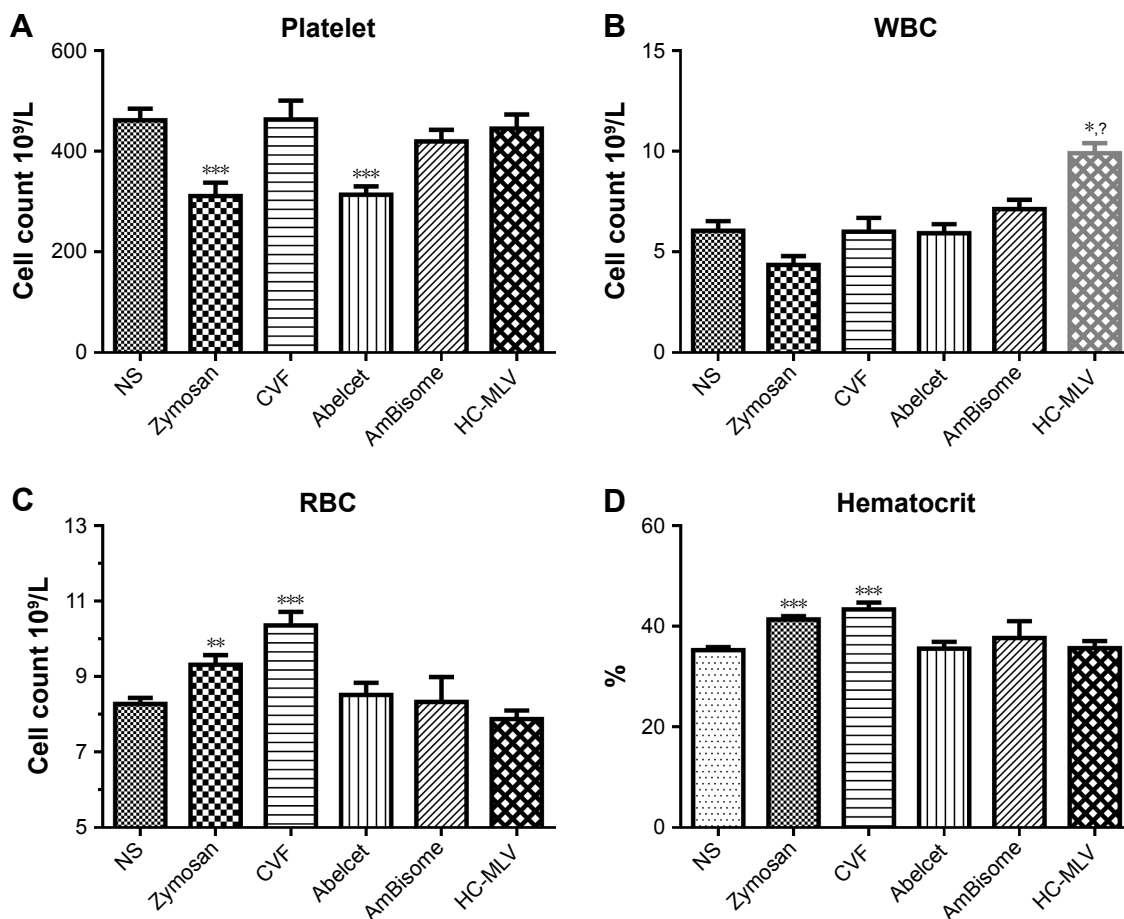 A
Platelet
Cell count 10⁹/L
600
400
200
0
***
***
NS
Zymosan
CVF
Abelcet
AmBisome
HC-MLV
B
WBC
Cell count 10⁹/L
15
10
5
0
*,?
NS
Zymosan
CVF
Abelcet
AmBisome
HC-MLV
C
RBC
Cell count 10⁹/L
13
11
9
7
5
**
***
NS
Zymosan
CVF
Abelcet
AmBisome
HC-MLV
D
Hematocrit
%
60
40
20
0
***
***
NS
Zymosan
CVF
Abelcet
AmBisome
HC-MLV